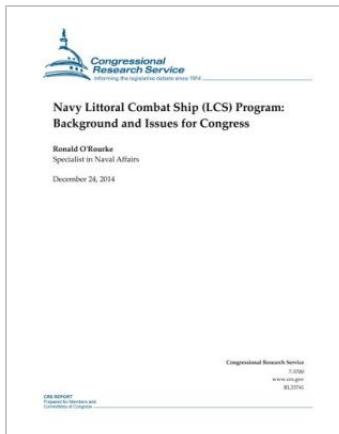 Congressional
Research Service
Informing the legislative debate since 1914
Navy Littoral Combat Ship (LCS) Program:
Background and Issues for Congress
Ronald O'Rourke
Specialist in Naval Affairs
December 24, 2014
Congressional Research Service
7-5700
www.crs.gov
RL33741
CRS REPORT
Prepared for Members and
Committees of Congress